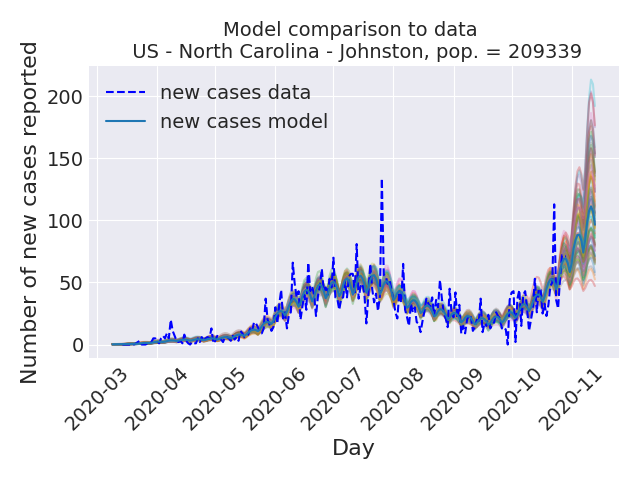 Model comparison to data
US - North Carolina - Johnston, pop. = 209339
Number of new cases reported
new cases data
new cases model
200
150
100
50
0
2020-03
2020-04
2020-05
2020-06
2020-07
2020-08
2020-09
2020-10
2020-11
Day